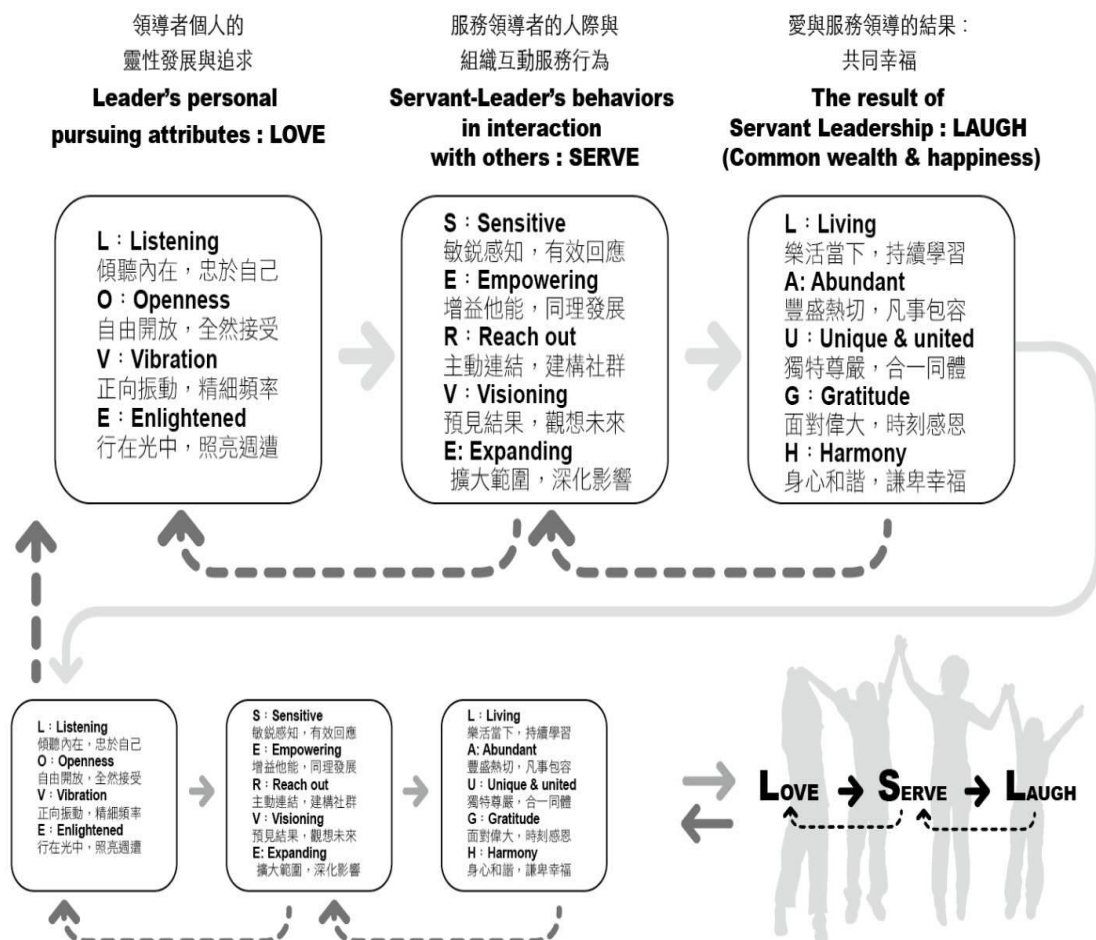 領導者個人的
靈性發展與追求
Leader's personal
pursuing attributes : LOVE
服務領導者的人際與
組織互動服務行為
Servant-Leader's behaviors
in interaction
with others : SERVE
愛與服務領導的結果：
共同幸福
The result of
Servant Leadership : LAUGH
(Common wealth & happiness)
L：Listening
傾聽內在，忠於自己
O：Openness
自由開放，全然接受
V：Vibration
正向振動，精細頻率
E：Enlightened
行在光中，照亮週遭
S：Sensitive
敏銳感知，有效回應
E：Empowering
增益他能，同理發展
R：Reach out
主動連結，建構社群
V：Visioning
預見結果，觀想未來
E: Expanding
擴大範圍，深化影響
L：Living
樂活當下，持續學習
A: Abundant
豐盛熱切，凡事包容
U：Unique & united
獨特尊嚴，合一同體
G：Gratitude
面對偉大，時刻感恩
H：Harmony
身心和諧，謙卑幸福
L：Listening
傾聽內在，忠於自己
O：Openness
自由開放，全然接受
V：Vibration
正向振動，精細頻率
E：Enlightened
行在光中，照亮週遭
S：Sensitive
敏銳感知，有效回應
E：Empowering
增益他能，同理發展
R：Reach out
主動連結，建構社群
V：Visioning
預見結果，觀想未來
E: Expanding
擴大範圍，深化影響
L：Living
樂活當下，持續學習
A: Abundant
豐盛熱切，凡事包容
U：Unique & united
獨特尊嚴，合一同體
G：Gratitude
面對偉大，時刻感恩
H：Harmony
身心和諧，謙卑幸福
LOVE → SERVE → LAUGH